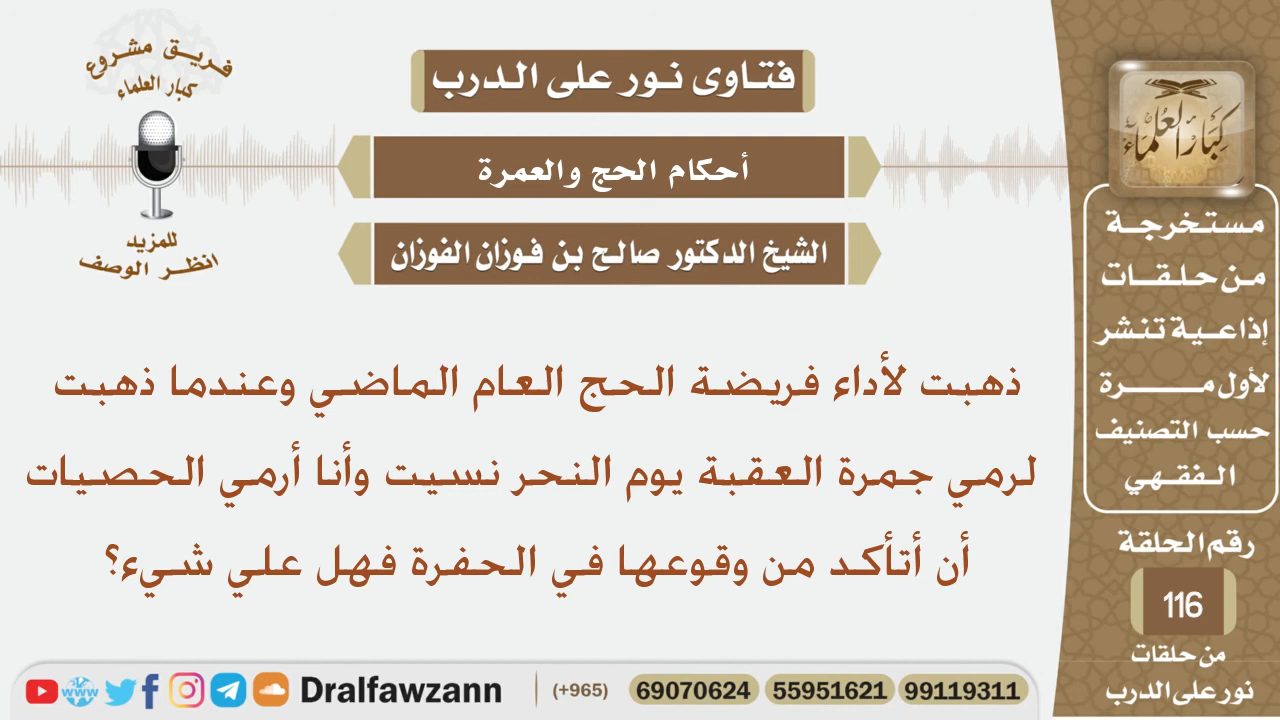 فريق مشروع
كبار العلماء
للمزيد
انظر الوصف
فتاوى نور على الدرب
أحكام الحج والعمرة
الشيخ الدكتور صالح بن فوزان الفوزان
ذهبت لأداء فريضة الحج العام الماضي وعندما ذهبت
لرمي جمرة العقبة يوم النحر نسيت وأنا أرمي الحصيات
أن أتأكد من وقوعها في الحفرة فهل علي شيء؟
كبار العلماء
مستخرجة
من حلقات
إذاعية تنشر
لأول مرة
حسب التصنيف
الفقهي
رقم الحلقة
116
من حلقات
نور على الدرب
www Dralfawzann (+965) 69070624 55951621 99119311